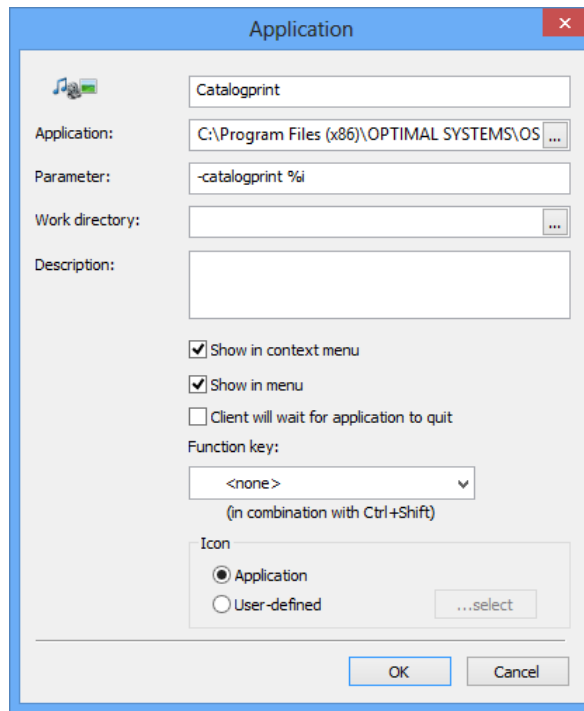 Application
Catalogprint
Application: C:\Program Files (x86)\OPTIMAL SYSTEMS\OS ...
Parameter: -catalogprint %i
Work directory: ...
Description:
Show in context menu
Show in menu
Client will wait for application to quit
Function key:
<none>
(in combination with Ctrl+Shift)
Icon
Application
User-defined ...select
OK Cancel